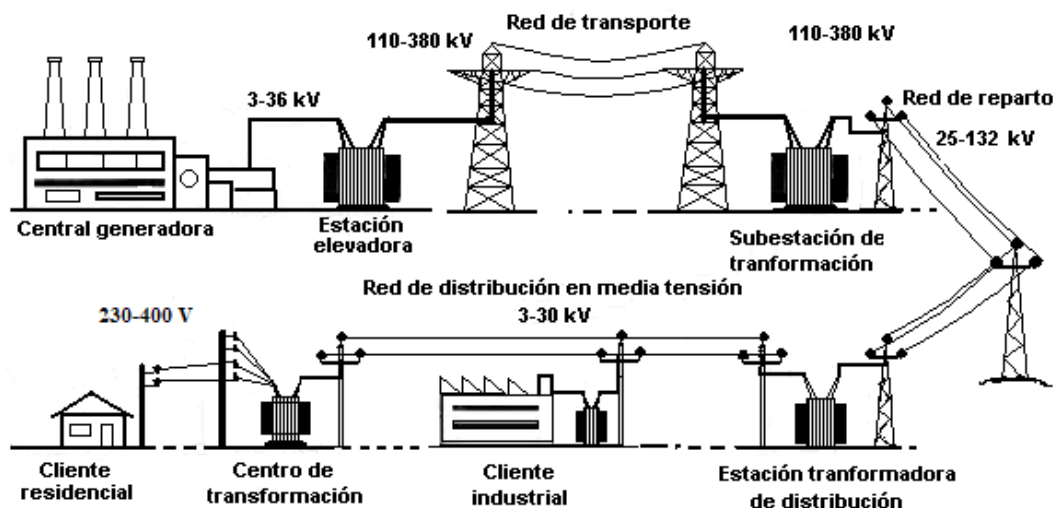 Red de transporte
110-380 kV
110-380 kV
3-36 kV
Red de reparto
25-132 kV
Central generadora
Estación
elevadora
Subestación de
tranformación
Red de distribución en media tensión
3-30 kV
230-400 V
Cliente
residencial
Centro de
transformación
Cliente
industrial
Estación tranformadora
de distribución